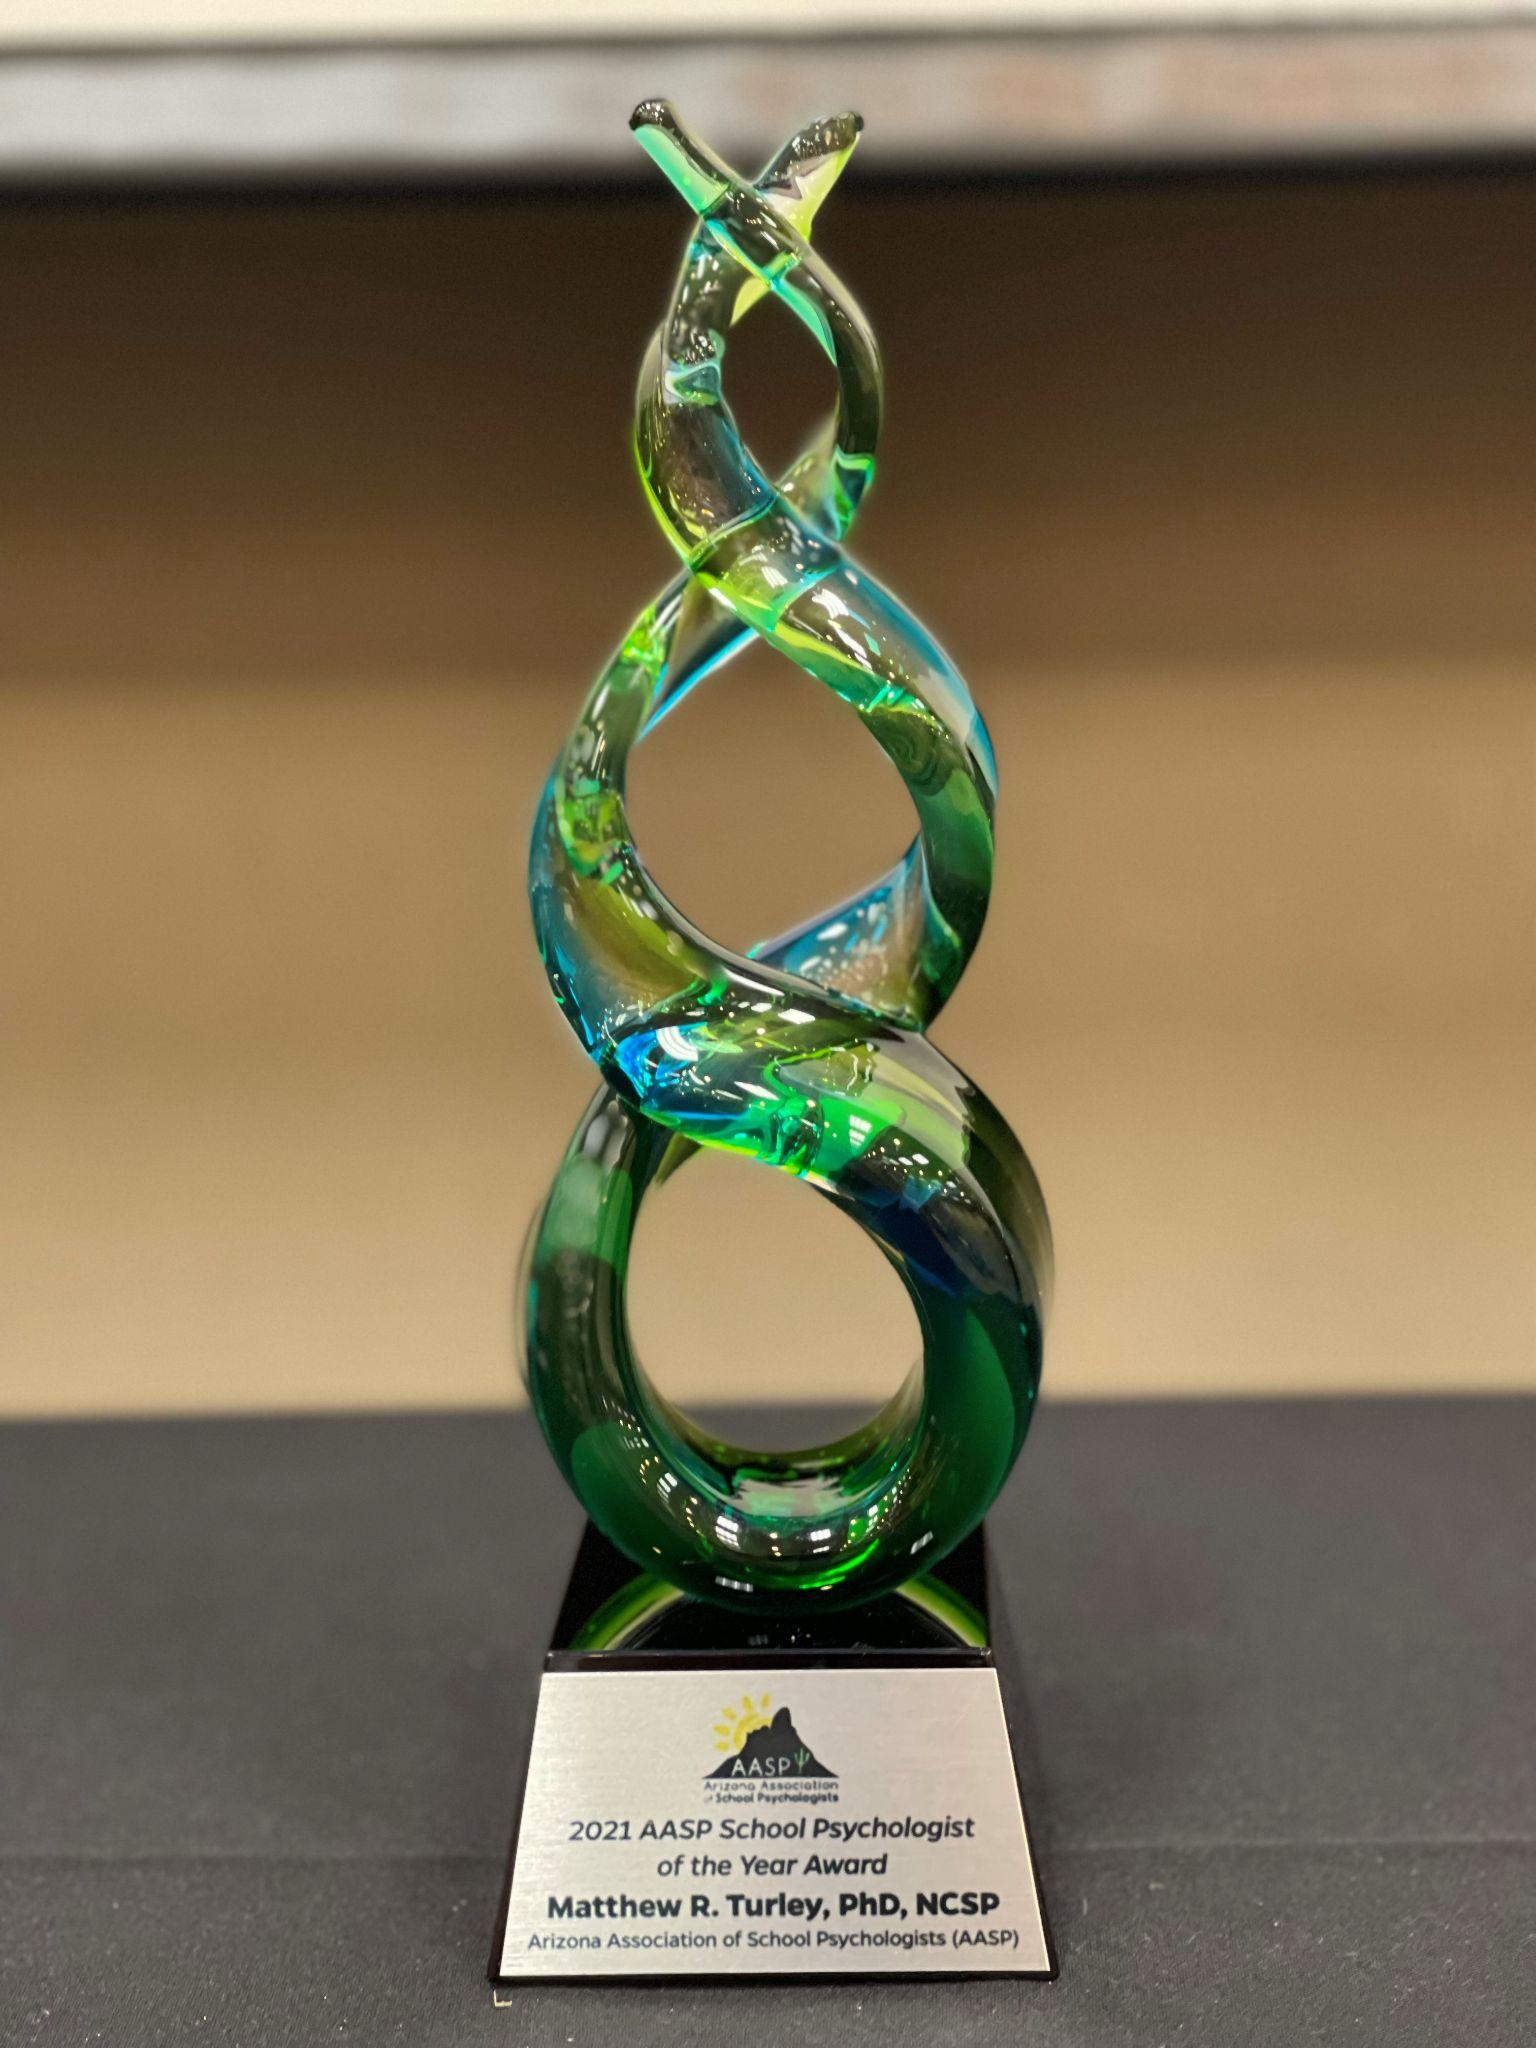 AASP
Arizona Association
of School Psychologists
2021 AASP School Psychologist
of the Year Award
Matthew R. Turley, PhD, NCSP
Arizona Association of School Psychologists (AASP)